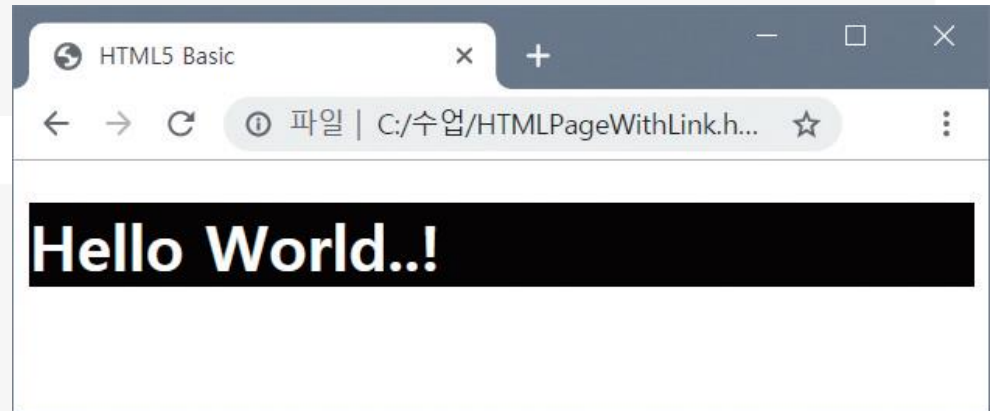 HTML5 Basic
파일 | C:/수업/HTMLPageWithLink.h...
Hello World..!